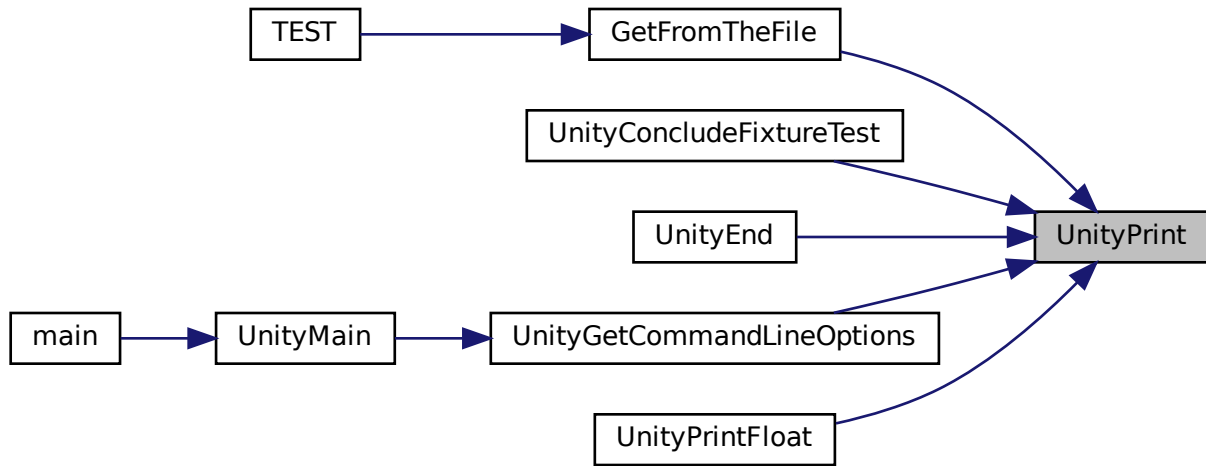 TEST
GetFromTheFile
UnityConcludeFixtureTest
UnityEnd
UnityPrint
main
UnityMain
UnityGetCommandLineOptions
UnityPrintFloat